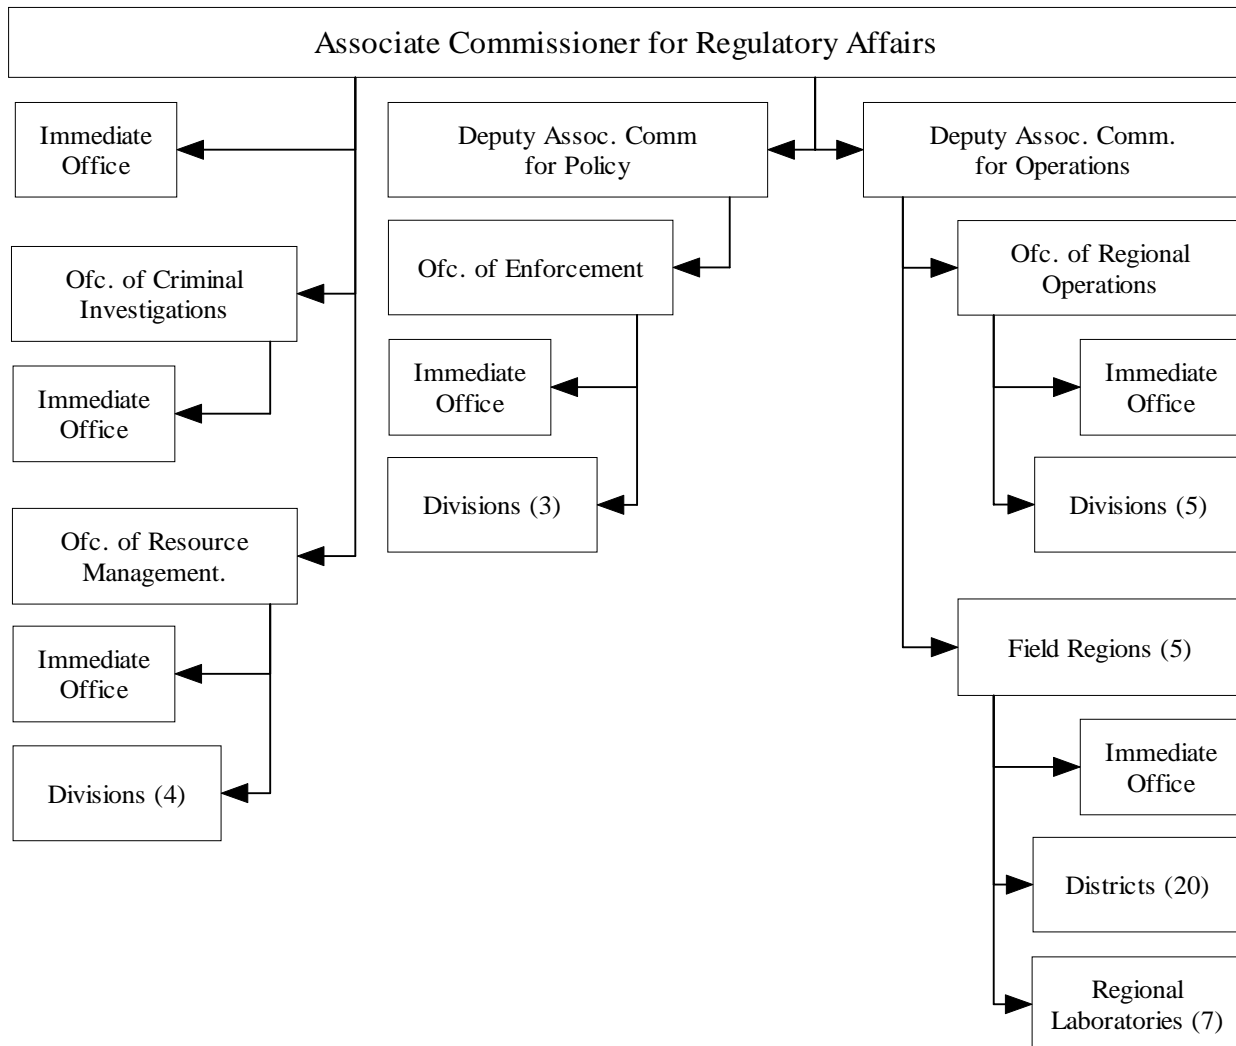 Associate Commissioner for Regulatory Affairs
Immediate
Office
Ofc. of Criminal
Investigations
Immediate
Office
Ofc. of Resource
Management.
Immediate
Office
Divisions (4)
Deputy Assoc. Comm
for Policy
Ofc. of Enforcement
Immediate
Office
Divisions (3)
Deputy Assoc. Comm.
for Operations
Ofc. of Regional
Operations
Immediate
Office
Divisions (5)
Field Regions (5)
Immediate
Office
Districts (20)
Regional
Laboratories (7)